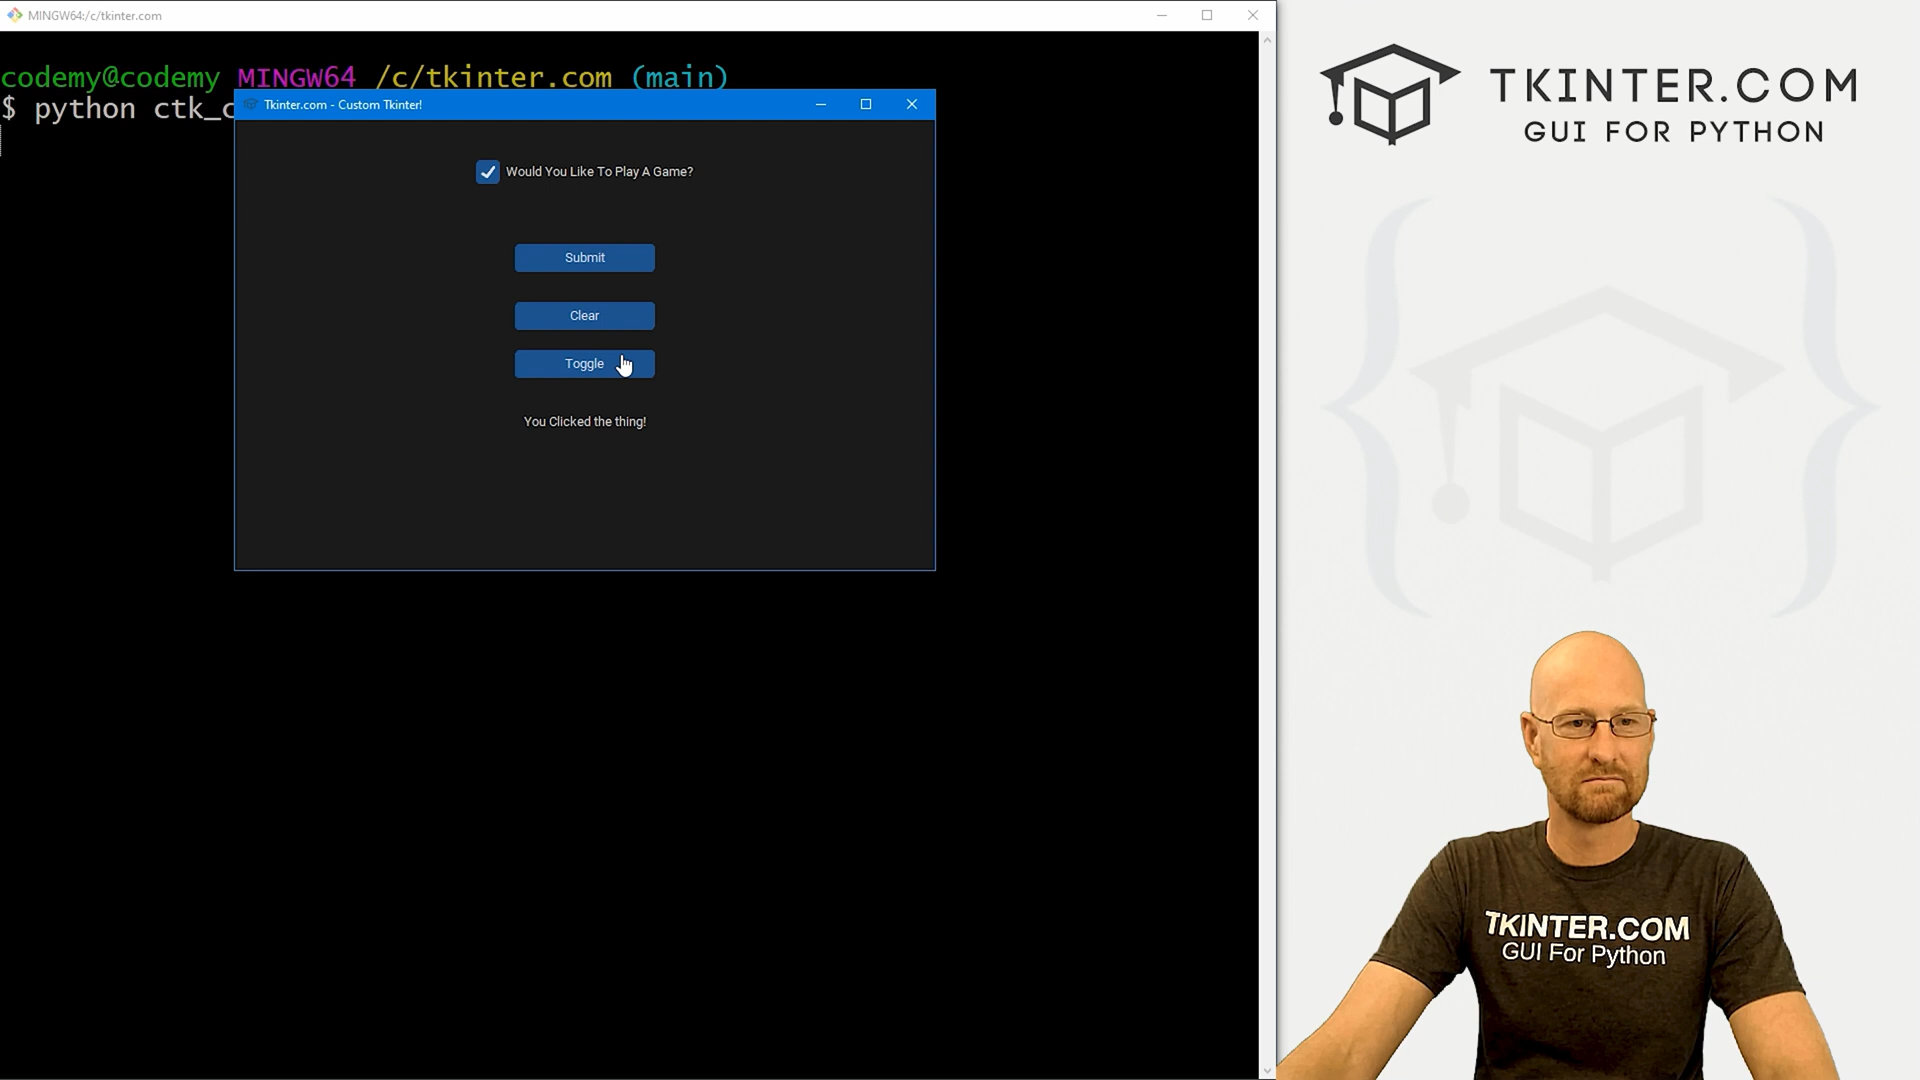 MINGW64:/c/tkinter.com
codemy@codemy MINGW64 /c/tkinter.com (main)
$ python ctk_c
Tkinter.com - Custom Tkinter!
Would You Like To Play A Game?
Submit
Clear
Toggle
You Clicked the thing!
TKINTER.COM
GUI FOR PYTHON
TKINTER.COM
GUI For Python